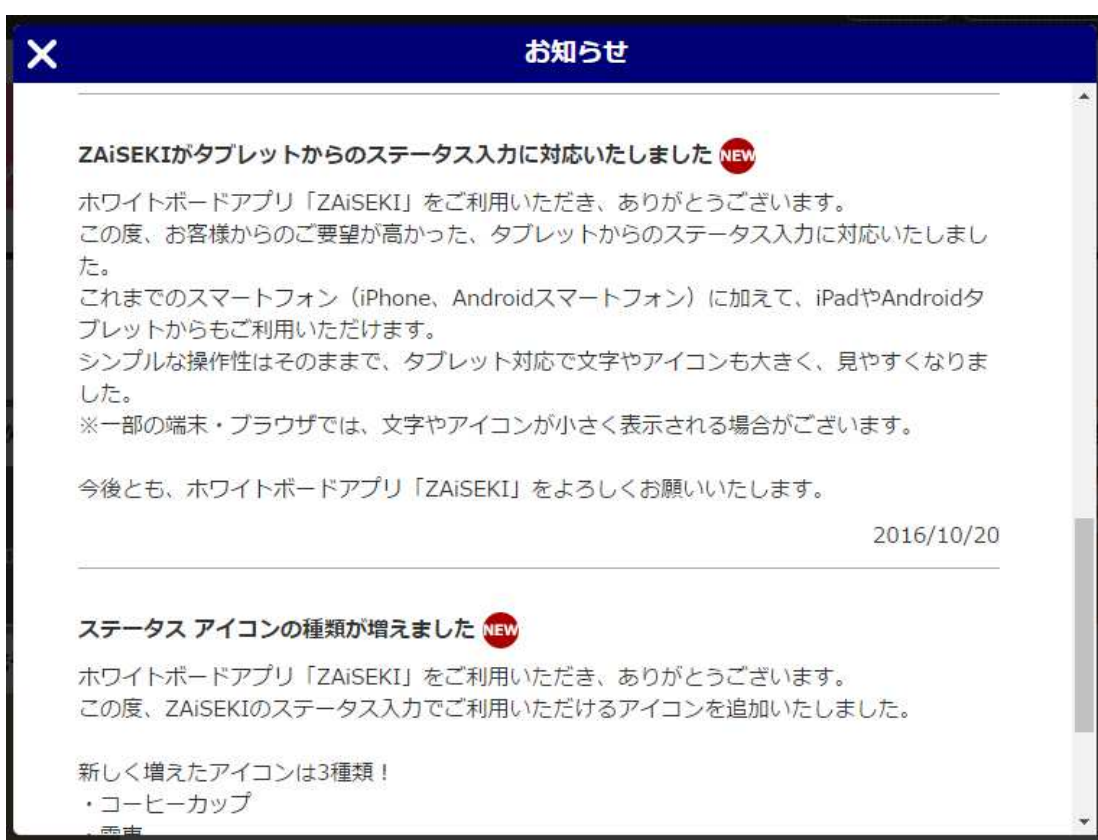 お知らせ
ZAiSEKIがタブレットからのステータス入力に対応いたしました NEW
ホワイトボードアプリ「ZAiSEKI」をご利用いただき、ありがとうございます。
この度、お客様からのご要望が高かった、タブレットからのステータス入力に対応いたしまし
た。
これまでのスマートフォン（iPhone、Androidスマートフォン）に加えて、iPadやAndroidタ
ブレットからもご利用いただけます。
シンプルな操作性はそのままで、タブレット対応で文字やアイコンも大きく、見やすくなりま
した。
※一部の端末・ブラウザでは、文字やアイコンが小さく表示される場合がございます。
今後とも、ホワイトボードアプリ「ZAiSEKI」をよろしくお願いいたします。
2016/10/20
ステータス アイコンの種類が増えました NEW
ホワイトボードアプリ「ZAiSEKI」をご利用いただき、ありがとうございます。
この度、ZAiSEKIのステータス入力でご利用いただけるアイコンを追加いたしました。
新しく増えたアイコンは3種類！
・コーヒーカップ